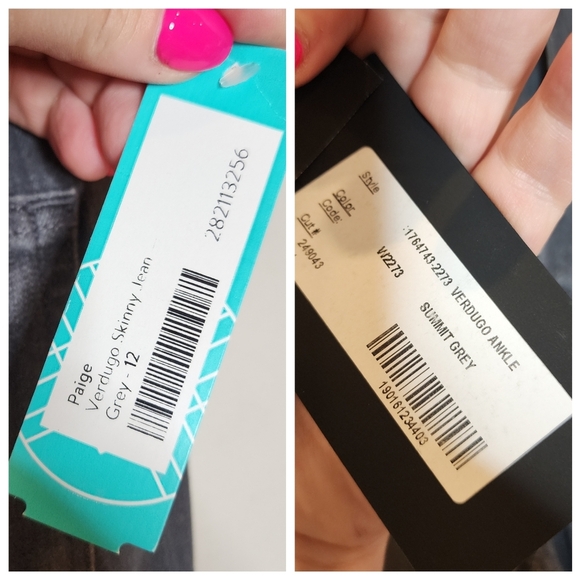 Paige
Verdugo Skinny Jean
Grey - 12
282113256
Style
:1764743-2273 VERDUGO ANKLE
Color
Code:
W2273
SUMMIT GREY
Cut #
249043
190161234403